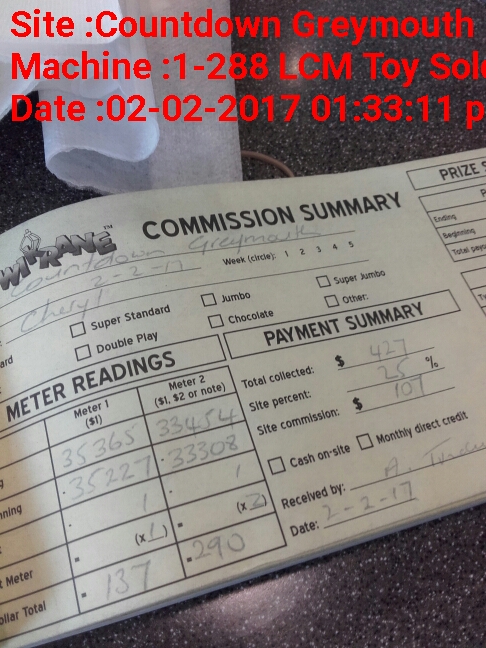 Site :Countdown Greymouth
Machine :1-288 LCM Toy Sol
Date :02-02-2017 01:33:11 p
COMMISSION SUMMARY
PRIZE
Countdown Greymouth
2-2-17
Week (circle): 1 2 3 4 5
Cheryl
Super Standard
Jumbo
Super Jumbo
Double Play
Chocolate
Other:
Ending
Beginning
Total
METER READINGS
PAYMENT SUMMARY
Meter 1 ($1)
Meter 2 ($1, $2 or note)
Total collected: $ 427
Site percent: 25 %
Site commission: $ 107
35365 33454
35227 33308
1 1
(x 1) (x 2)
Meter
137 290
ollar Total
Cash on-site
Monthly direct credit
Received by: A.
Date: 2-2-17